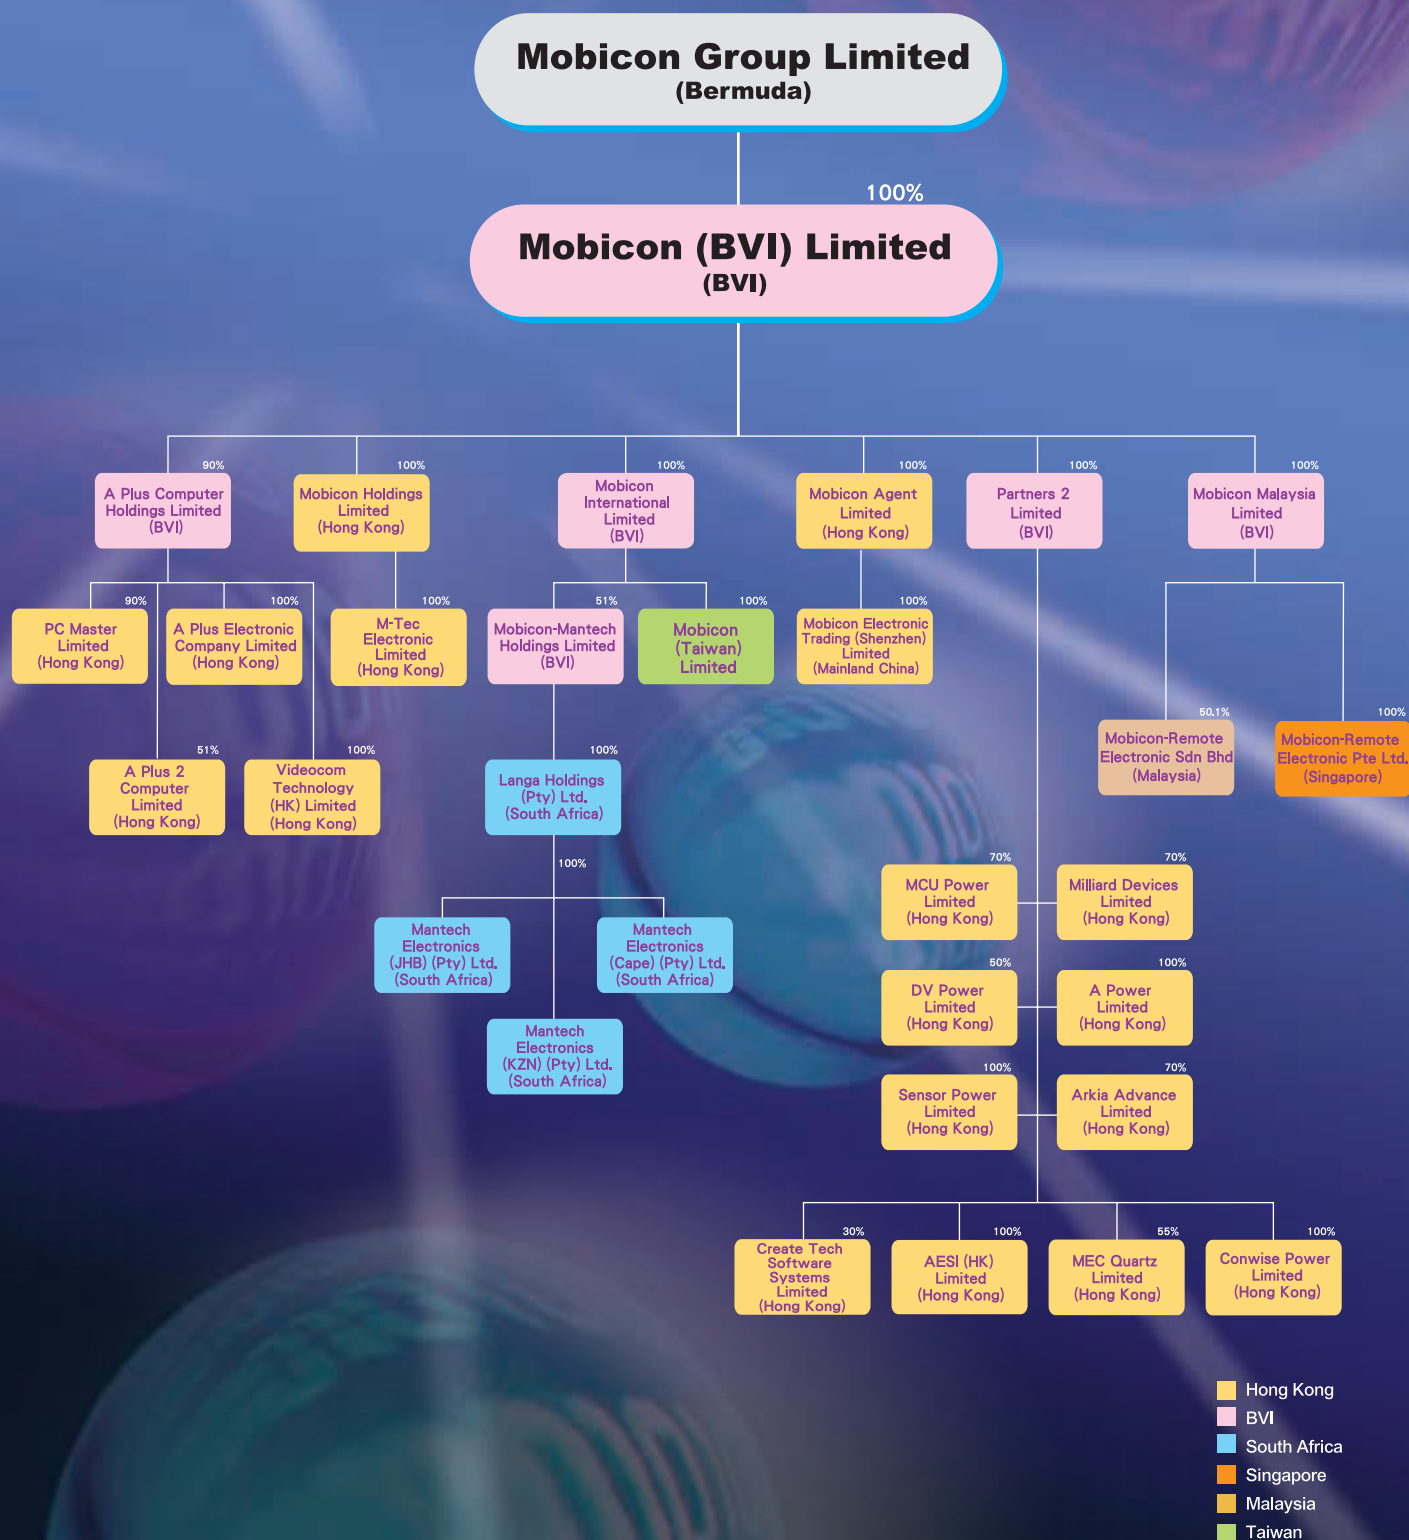 Mobicon Group Limited
(Bermuda)
100%
Mobicon (BVI) Limited
(BVI)
90%
A Plus Computer
Holdings Limited
(BVI)
100%
Mobicon Holdings
Limited
(Hong Kong)
100%
Mobicon
International
Limited
(BVI)
100%
Mobicon Agent
Limited
(Hong Kong)
100%
Partners 2
Limited
(BVI)
100%
Mobicon Malaysia
Limited
(BVI)
90%
PC Master
Limited
(Hong Kong)
100%
A Plus Electronic
Company Limited
(Hong Kong)
100%
M-Tec
Electronic
Limited
(Hong Kong)
51%
Mobicon-Mantech
Holdings Limited
(BVI)
100%
Mobicon
(Taiwan)
Limited
100%
Mobicon Electronic
Trading (Shenzhen)
Limited
(Mainland China)
50.1%
Mobicon-Remote
Electronic Sdn Bhd
(Malaysia)
100%
Mobicon-Remote
Electronic Pte Ltd.
(Singapore)
51%
A Plus 2
Computer
Limited
(Hong Kong)
100%
Videocom
Technology
(HK) Limited
(Hong Kong)
100%
Langa Holdings
(Pty) Ltd.
(South Africa)
100%
Mantech
Electronics
(JHB) (Pty) Ltd.
(South Africa)
Mantech
Electronics
(Cape) (Pty) Ltd.
(South Africa)
Mantech
Electronics
(KZN) (Pty) Ltd.
(South Africa)
70%
MCU Power
Limited
(Hong Kong)
70%
Milliard Devices
Limited
(Hong Kong)
50%
DV Power
Limited
(Hong Kong)
100%
A Power
Limited
(Hong Kong)
100%
Sensor Power
Limited
(Hong Kong)
70%
Arkia Advance
Limited
(Hong Kong)
30%
Create Tech
Software
Systems
Limited
(Hong Kong)
100%
AESI (HK)
Limited
(Hong Kong)
55%
MEC Quartz
Limited
(Hong Kong)
100%
Conwise Power
Limited
(Hong Kong)
Hong Kong
BVI
South Africa
Singapore
Malaysia
Taiwan